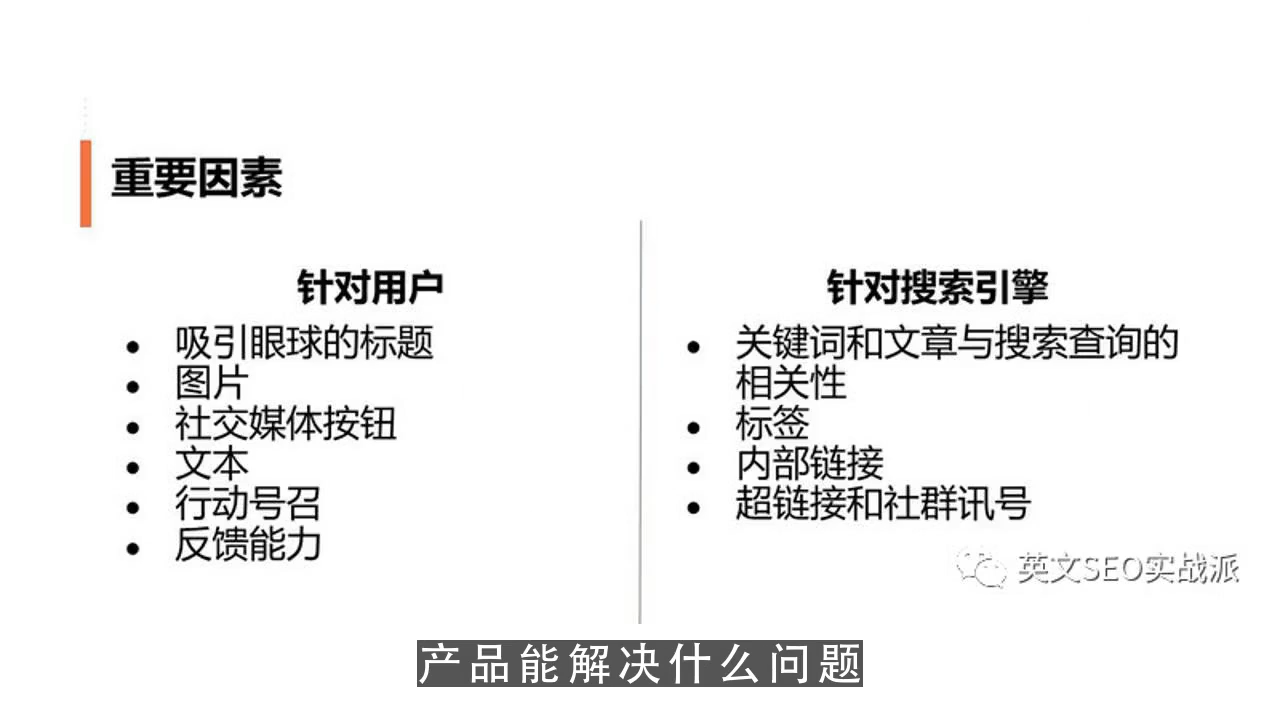 重要因素
针对用户
• 吸引眼球的标题
• 图片
• 社交媒体按钮
• 文本
• 行动号召
• 反馈能力
针对搜索引擎
• 关键词和文章与搜索查询的
相关性
• 标签
• 内部链接
• 超链接和社群讯号
英文SEO实战派
产品能解决什么问题